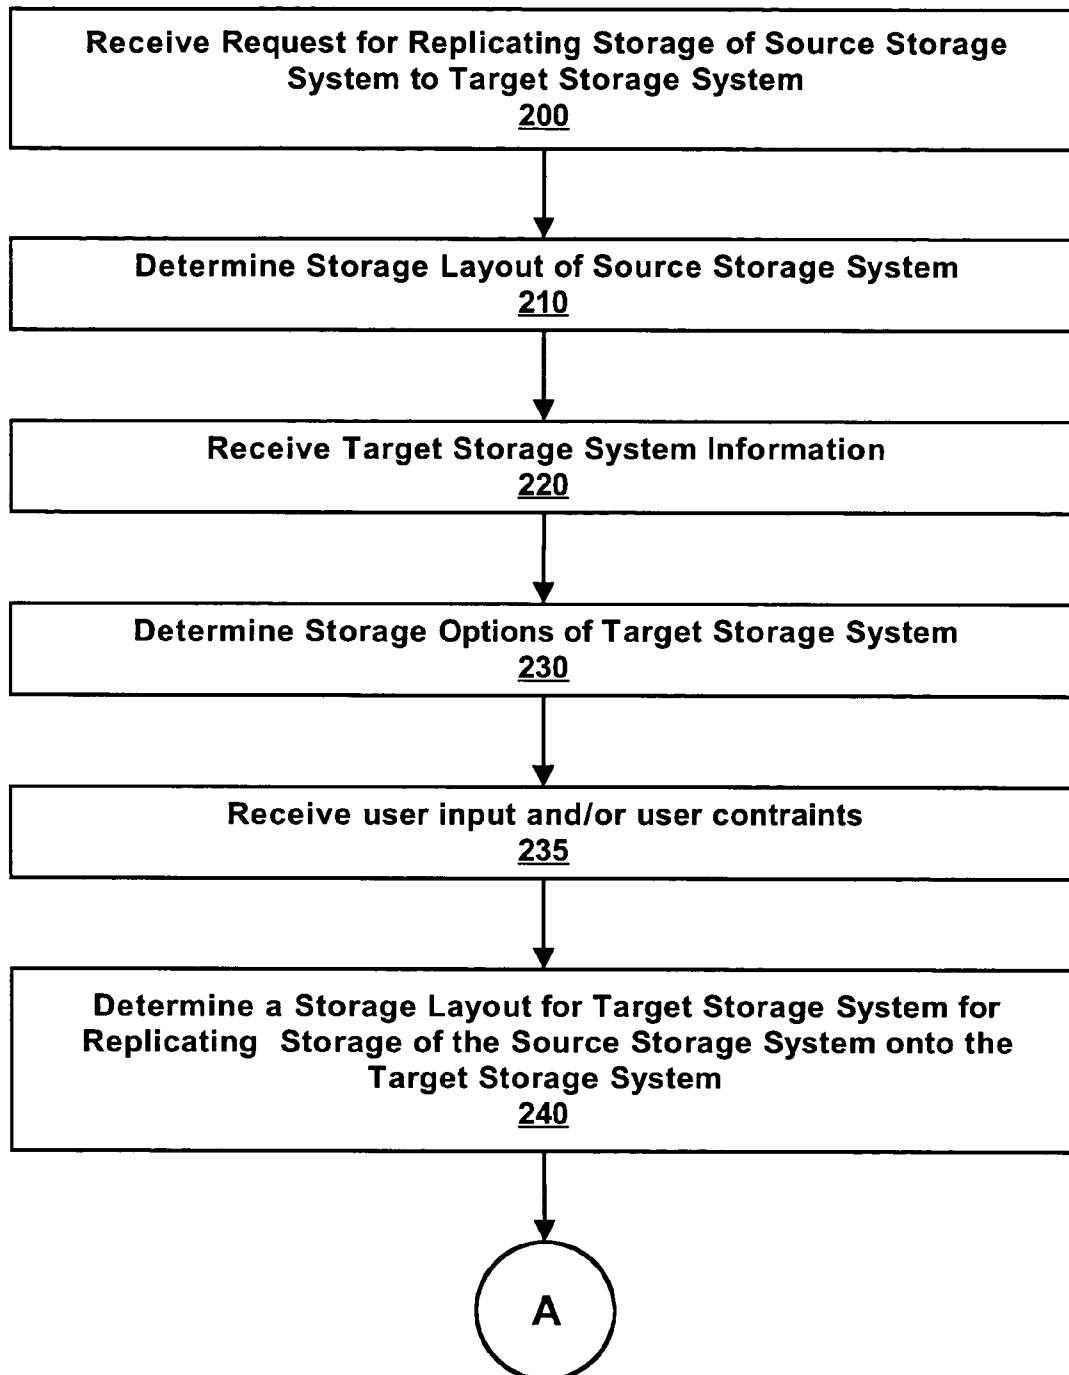 Receive Request for Replicating Storage of Source Storage
System to Target Storage System
200
Determine Storage Layout of Source Storage System
210
Receive Target Storage System Information
220
Determine Storage Options of Target Storage System
230
Receive user input and/or user contraints
235
Determine a Storage Layout for Target Storage System for
Replicating Storage of the Source Storage System onto the
Target Storage System
240
A